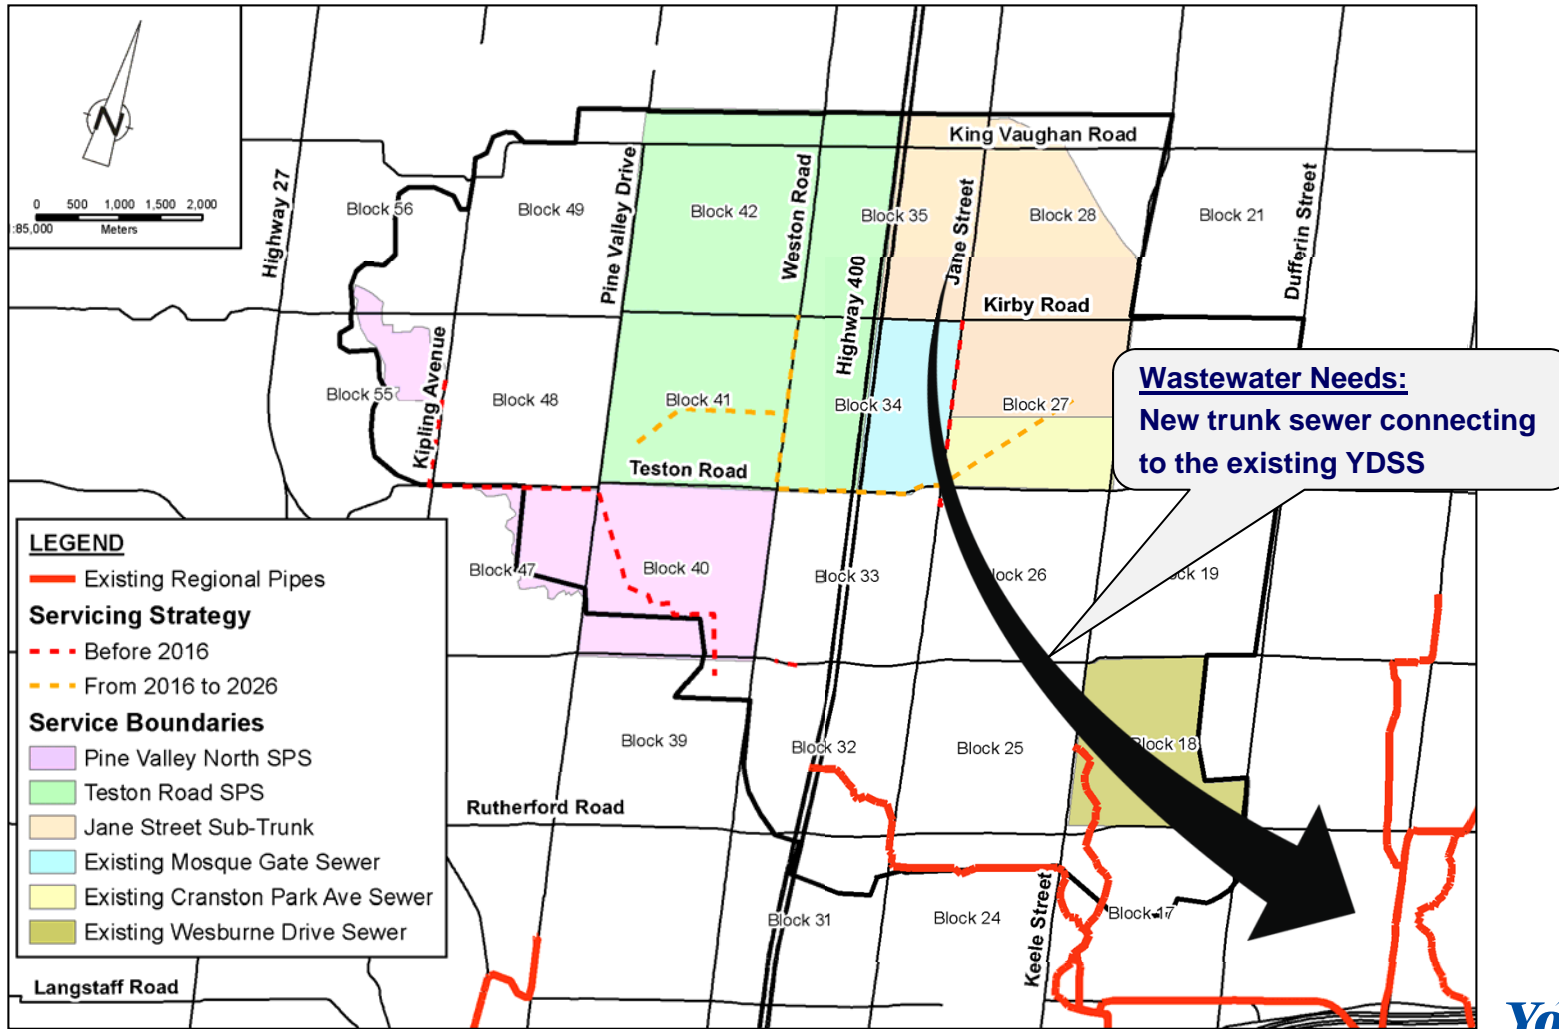 N
0 500 1,000 1,500 2,000
:85,000 Meters
King Vaughan Road
Highway 27
Pine Valley Drive
Weston Road
Jane Street
Dufferin Street
Block 56
Block 49
Block 42
Block 35
Block 28
Block 21
Highway 400
Kirby Road
Kipling Avenue
Block 55
Block 48
Block 41
Block 34
Block 27
Wastewater Needs:
New trunk sewer connecting
to the existing YDSS
Teston Road
Block 47
Block 40
Block 33
Block 26
Block 19
LEGEND
Existing Regional Pipes
Servicing Strategy
Before 2016
From 2016 to 2026
Service Boundaries
Pine Valley North SPS
Teston Road SPS
Jane Street Sub-Trunk
Existing Mosque Gate Sewer
Existing Cranston Park Ave Sewer
Existing Wesburne Drive Sewer
Block 39
Block 32
Block 25
Block 18
Rutherford Road
Block 31
Block 24
Keele Street
Block 17
Langstaff Road